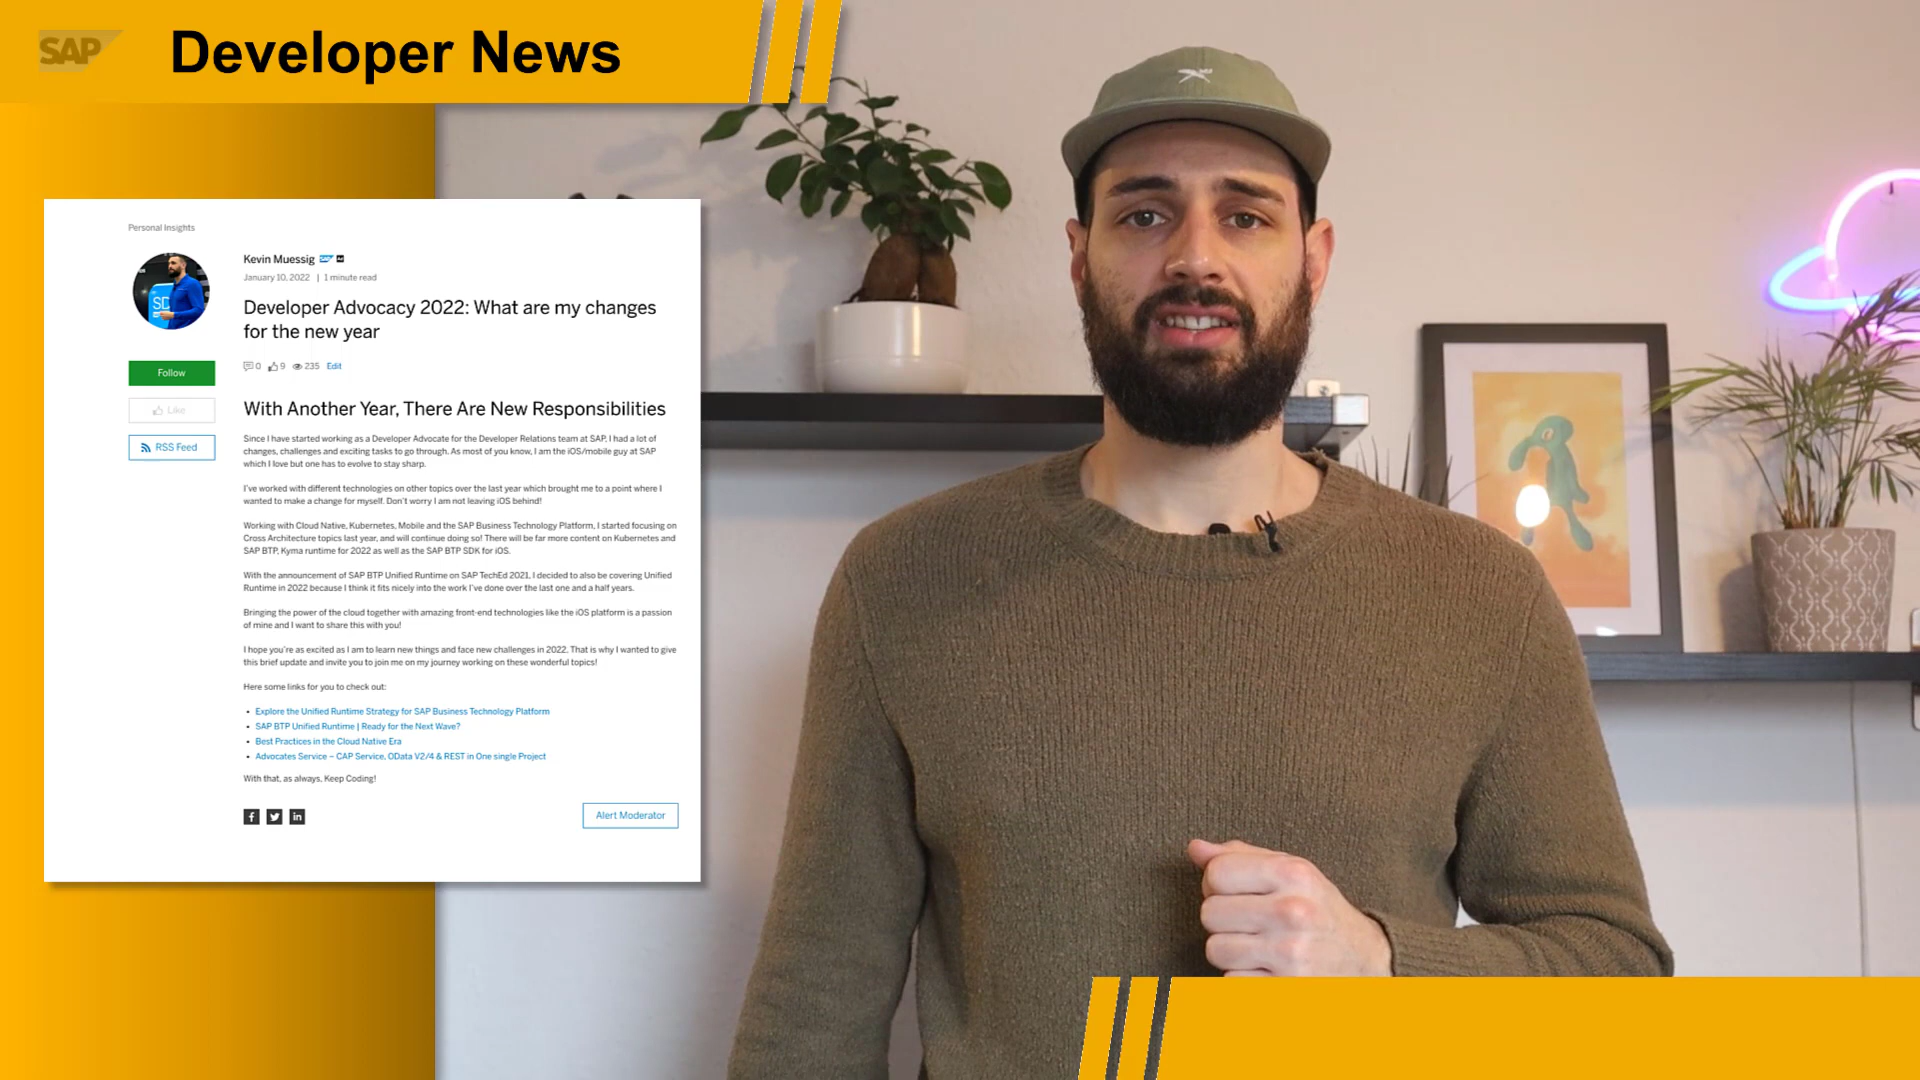 SAP
Developer News
Personal Insights
Kevin Muessig
January 10, 2022 | 1 minute read
Developer Advocacy 2022: What are my changes
for the new year
0 9 235 Edit
Follow
Like
RSS Feed
With Another Year, There Are New Responsibilities
Since I have started working as a Developer Advocate for the Developer Relations team at SAP, I had a lot of
changes, challenges and exciting tasks to go through. As most of you know, I am the iOS/mobile guy at SAP
which I love but one has to evolve to stay sharp.
I've worked with different technologies on other topics over the last year which brought me to a point where I
wanted to make a change for myself. Don't worry I am not leaving iOS behind!
Working with Cloud Native, Kubernetes, Mobile and the SAP Business Technology Platform, I started focusing on
Cross Architecture topics last year, and will continue doing so! There will be far more content on Kubernetes and
SAP BTP, Kyma runtime for 2022 as well as the SAP BTP SDK for iOS.
With the announcement of SAP BTP Unified Runtime on SAP TechEd 2021, I decided to also be covering Unified
Runtime in 2022 because I think it fits nicely into the work I've done over the last one and a half years.
Bringing the power of the cloud together with amazing front-end technologies like the iOS platform is a passion
of mine and I want to share this with you!
I hope you're as excited as I am to learn new things and face new challenges in 2022. That is why I wanted to give
this brief update and invite you to join me on my journey working on these wonderful topics!
Here some links for you to check out:
• Explore the Unified Runtime Strategy for SAP Business Technology Platform
• SAP BTP Unified Runtime | Ready for the Next Wave?
• Best Practices in the Cloud Native Era
• Advocates Service – CAP Service, OData V2/4 & REST in One single Project
With that, as always, Keep Coding!
Alert Moderator